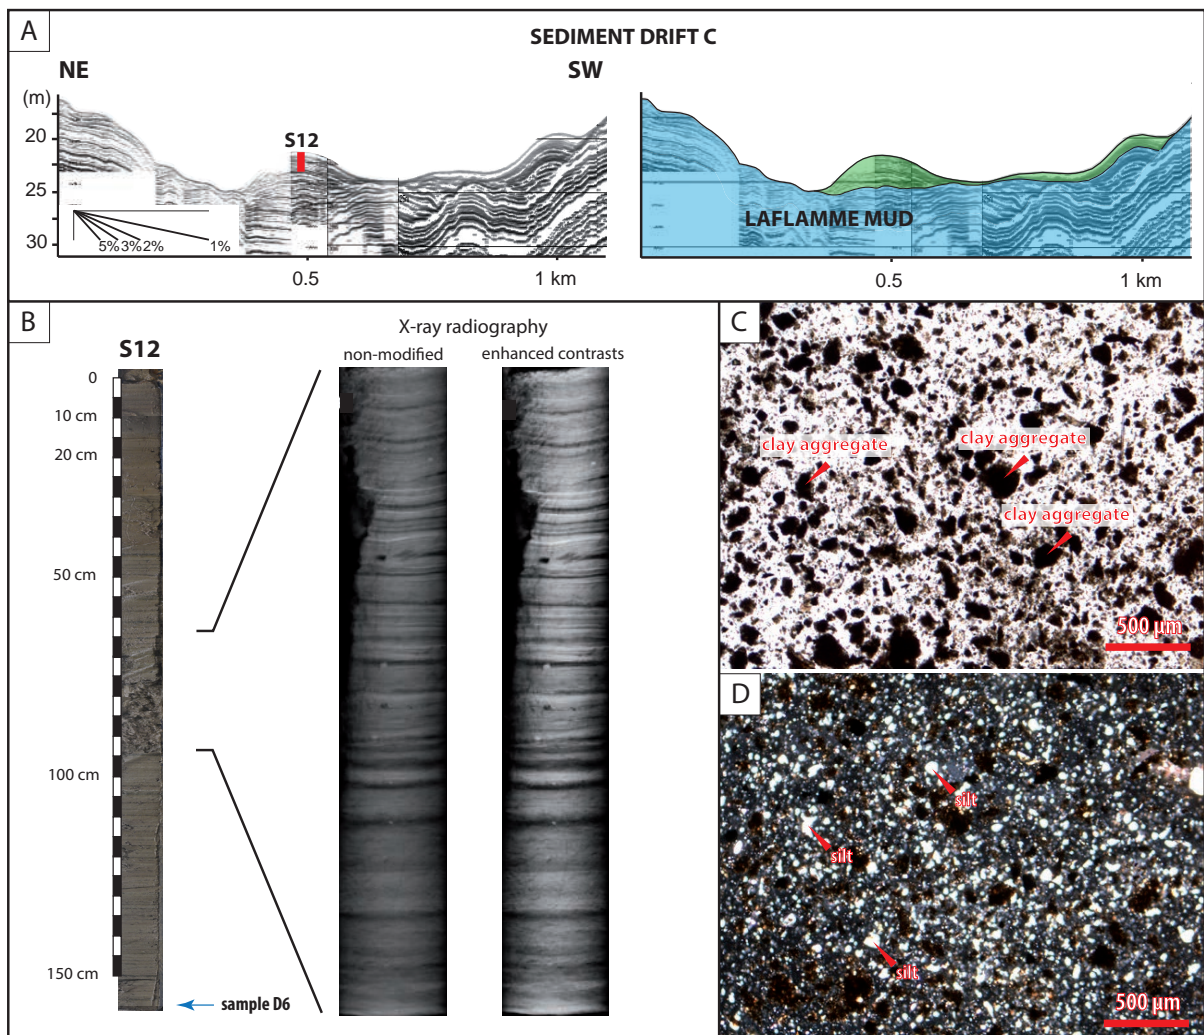 A
SEDIMENT DRIFT C
NE
SW
(m)
20
25
30
S12
5%
3%
2%
1%
0.5
1 km
LAFLAMME MUD
0.5
1 km
B
S12
X-ray radiography
non-modified
enhanced contrasts
0
10 cm
20 cm
50 cm
100 cm
150 cm
sample D6
C
clay aggregate
clay aggregate
clay aggregate
500 µm
D
silt
silt
silt
500 µm